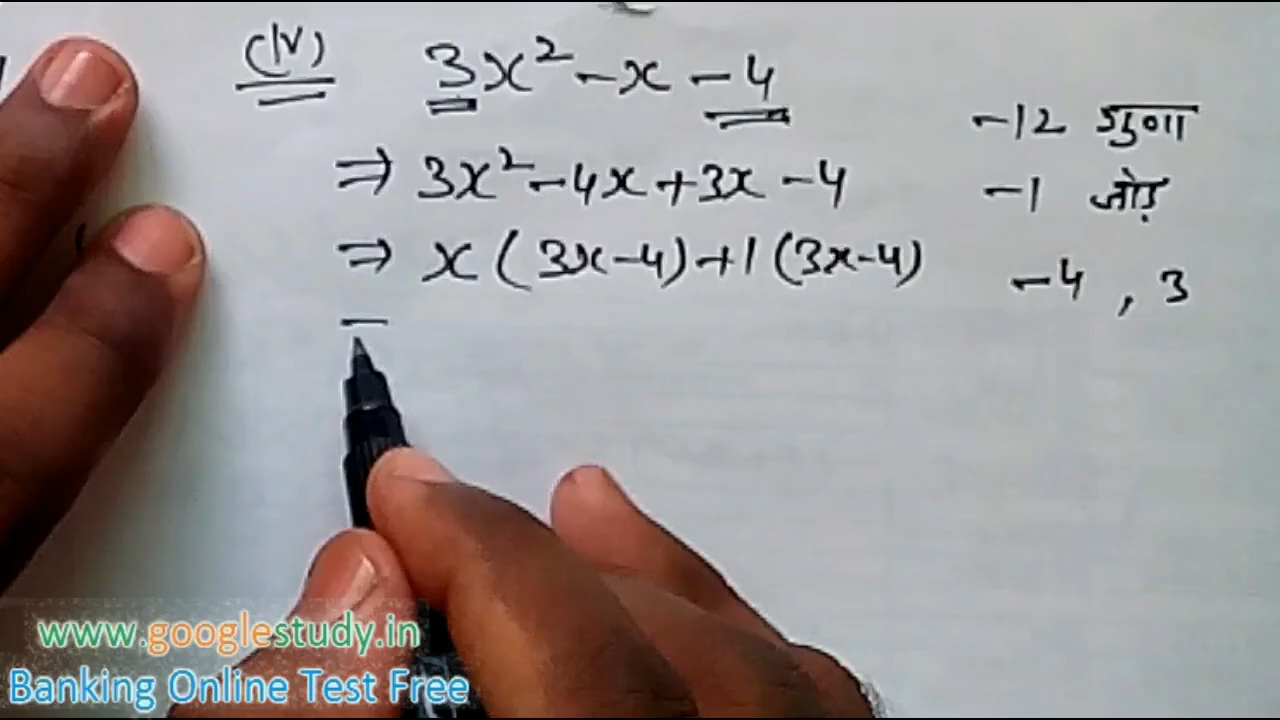 (iv) 3x² - x - 4
-12 गुणा
⇒ 3x² - 4x + 3x - 4
-1 जोड़
⇒ x(3x-4)+1(3x-4)
-4 , 3
www.googlestudy.in
Banking Online Test Free